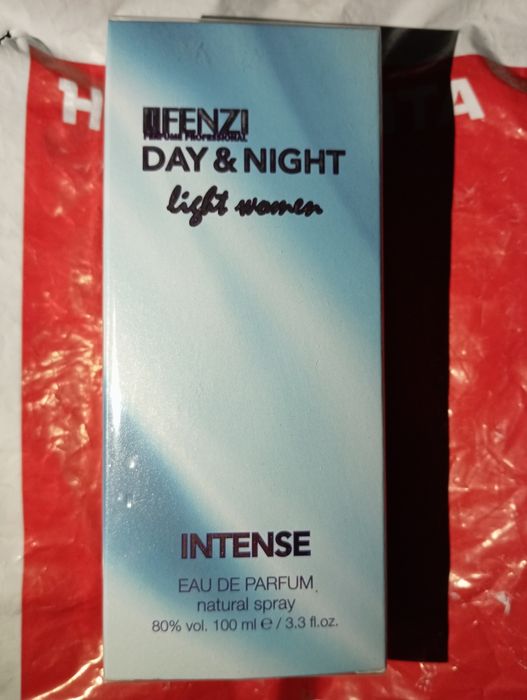 JFENZI
PERFUME PROFESSIONAL
DAY & NIGHT
light women
INTENSE
EAU DE PARFUM
natural spray
80% vol. 100 ml e / 3.3 fl.oz.